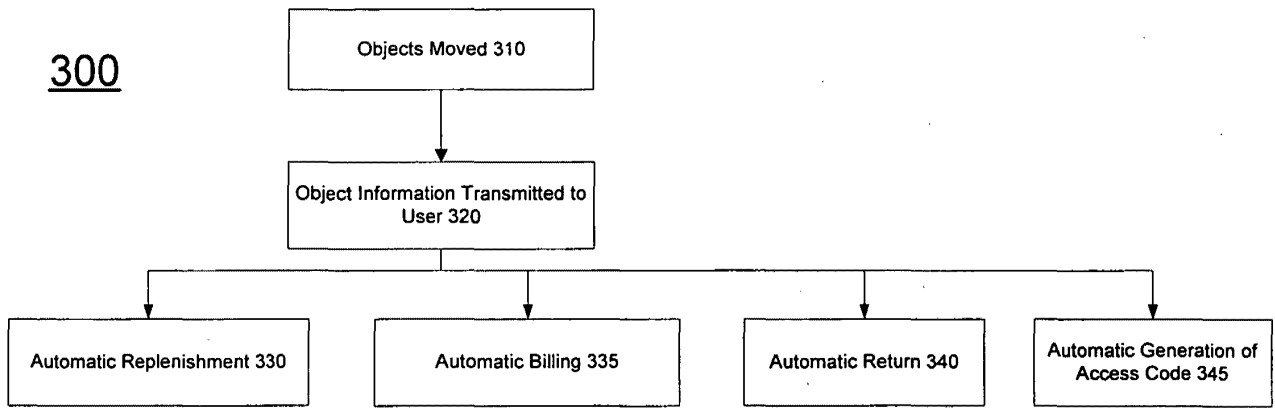 300
Objects Moved 310
Object Information Transmitted to
User 320
Automatic Replenishment 330
Automatic Billing 335
Automatic Return 340
Automatic Generation of
Access Code 345